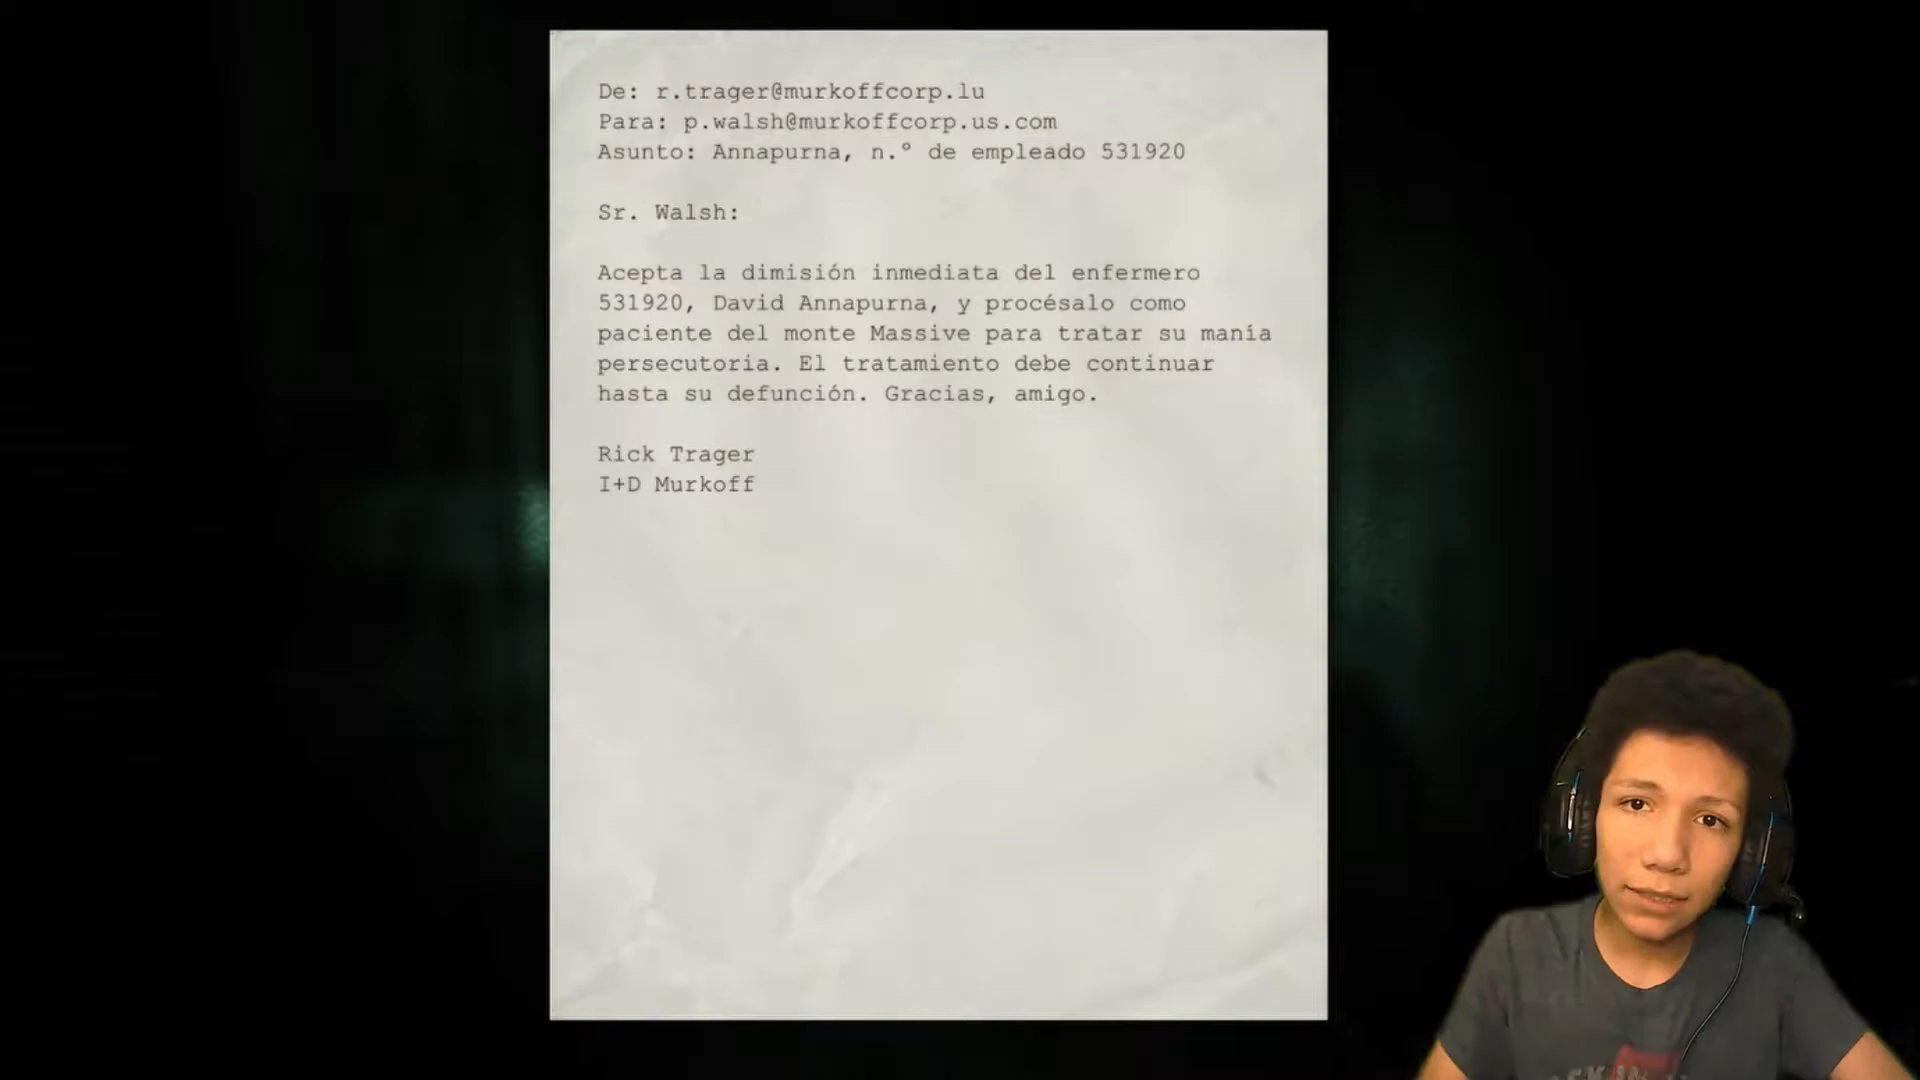 De: r.trager@murkoffcorp.lu
Para: p.walsh@murkoffcorp.us.com
Asunto: Annapurna, n.º de empleado 531920
Sr. Walsh:
Acepta la dimisión inmediata del enfermero
531920, David Annapurna, y procésalo como
paciente del monte Massive para tratar su manía
persecutoria. El tratamiento debe continuar
hasta su defunción. Gracias, amigo.
Rick Trager
I+D Murkoff